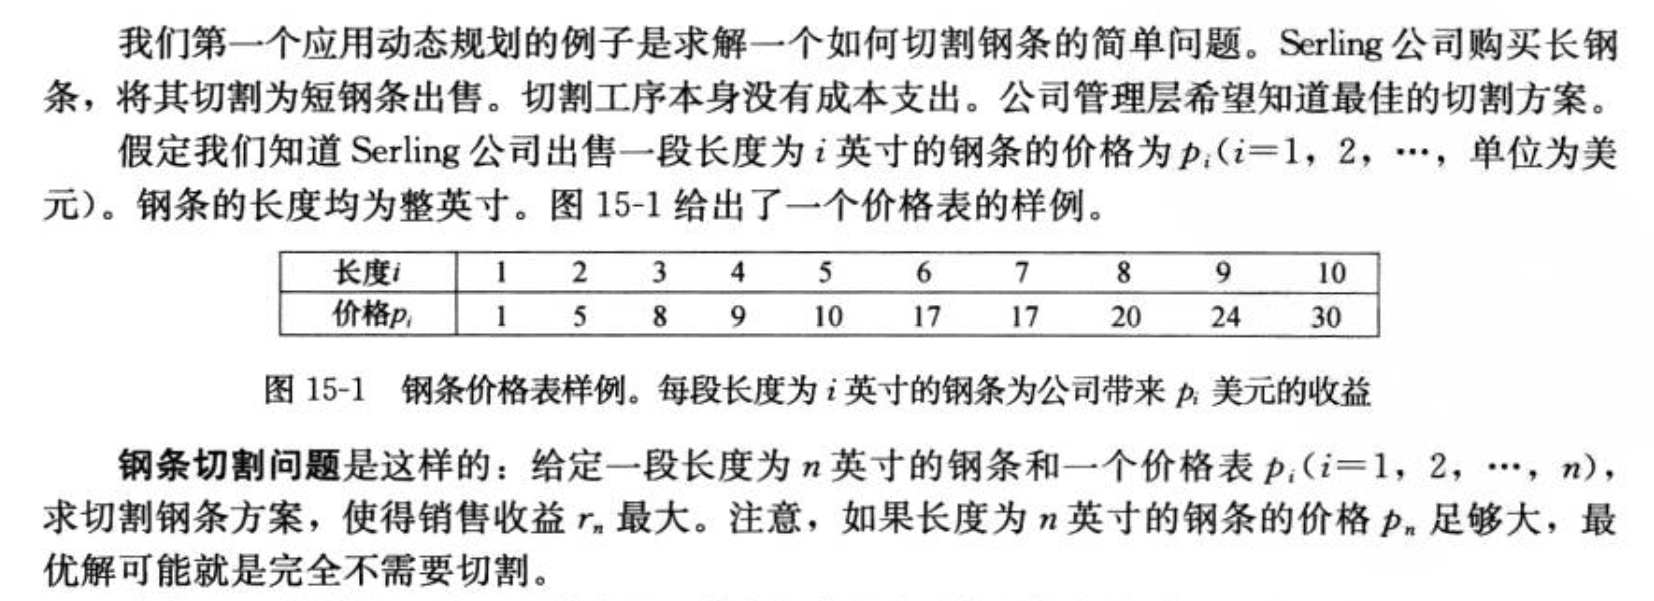 我们第一个应用动态规划的例子是求解一个如何切割钢条的简单问题。Serling 公司购买长钢
条，将其切割为短钢条出售。切割工序本身没有成本支出。公司管理层希望知道最佳的切割方案。
假定我们知道 Serling 公司出售一段长度为 i 英寸的钢条的价格为 pᵢ(i=1，2，…，单位为美
元)。钢条的长度均为整英寸。图 15-1 给出了一个价格表的样例。
长度i 1 2 3 4 5 6 7 8 9 10
价格pᵢ 1 5 8 9 10 17 17 20 24 30
图 15-1 钢条价格表样例。每段长度为 i 英寸的钢条为公司带来 pᵢ 美元的收益
钢条切割问题是这样的：给定一段长度为 n 英寸的钢条和一个价格表 pᵢ(i=1，2，…，n)，
求切割钢条方案，使得销售收益 rₙ 最大。注意，如果长度为 n 英寸的钢条的价格 pₙ 足够大，最
优解可能就是完全不需要切割。